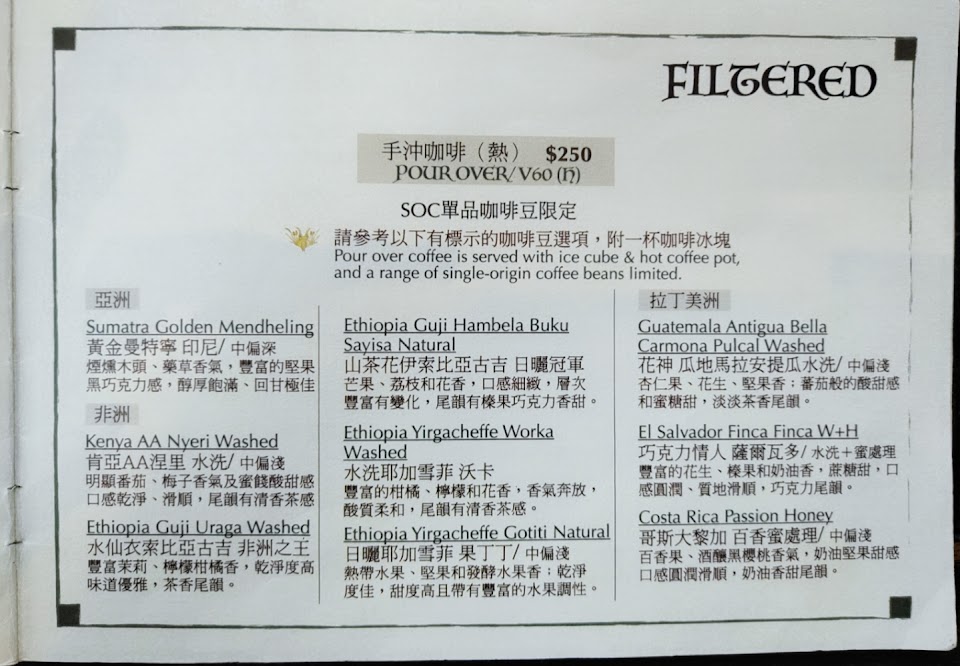 FILTERED
手沖咖啡（熱） $250
POUR OVER/ V60 (H)
SOC單品咖啡豆限定
請參考以下有標示的咖啡豆選項，附一杯咖啡冰塊
Pour over coffee is served with ice cube & hot coffee pot,
and a range of single-origin coffee beans limited.
亞洲
Sumatra Golden Mendheling
黃金曼特寧 印尼/ 中偏深
煙燻木頭、藥草香氣，豐富的堅果
黑巧克力感，醇厚飽滿、回甘極佳
非洲
Kenya AA Nyeri Washed
肯亞AA涅里 水洗/ 中偏淺
明顯番茄、梅子香氣及蜜餞酸甜感
口感乾淨、滑順，尾韻有清香茶感
Ethiopia Guji Uraga Washed
水仙衣索比亞古吉 非洲之王
豐富茉莉、檸檬柑橘香，乾淨度高
味道優雅，茶香尾韻。
Ethiopia Guji Hambela Buku
Sayisa Natural
山茶花伊索比亞古吉 日曬冠軍
芒果、荔枝和花香，口感細緻，層次
豐富有變化，尾韻有榛果巧克力香甜。
Ethiopia Yirgacheffe Worka
Washed
水洗耶加雪菲 沃卡
豐富的柑橘、檸檬和花香，香氣奔放，
酸質柔和，尾韻有清香茶感。
Ethiopia Yirgacheffe Gotiti Natural
日曬耶加雪菲 果丁丁/ 中偏淺
熱帶水果、堅果和發酵水果香；乾淨
度佳，甜度高且帶有豐富的水果調性。
拉丁美洲
Guatemala Antigua Bella
Carmona Pulcal Washed
花神 瓜地馬拉安提瓜水洗/ 中偏淺
杏仁果、花生、堅果香；蕃茄般的酸甜感
和蜜糖甜，淡淡茶香尾韻。
El Salvador Finca Finca W+H
巧克力情人 薩爾瓦多/ 水洗＋蜜處理
豐富的花生、榛果和奶油香，蔗糖甜，口
感圓潤、質地滑順，巧克力尾韻。
Costa Rica Passion Honey
哥斯大黎加 百香蜜處理/ 中偏淺
百香果、酒釀黑櫻桃香氣，奶油堅果甜感
口感圓潤滑順，奶油香甜尾韻。